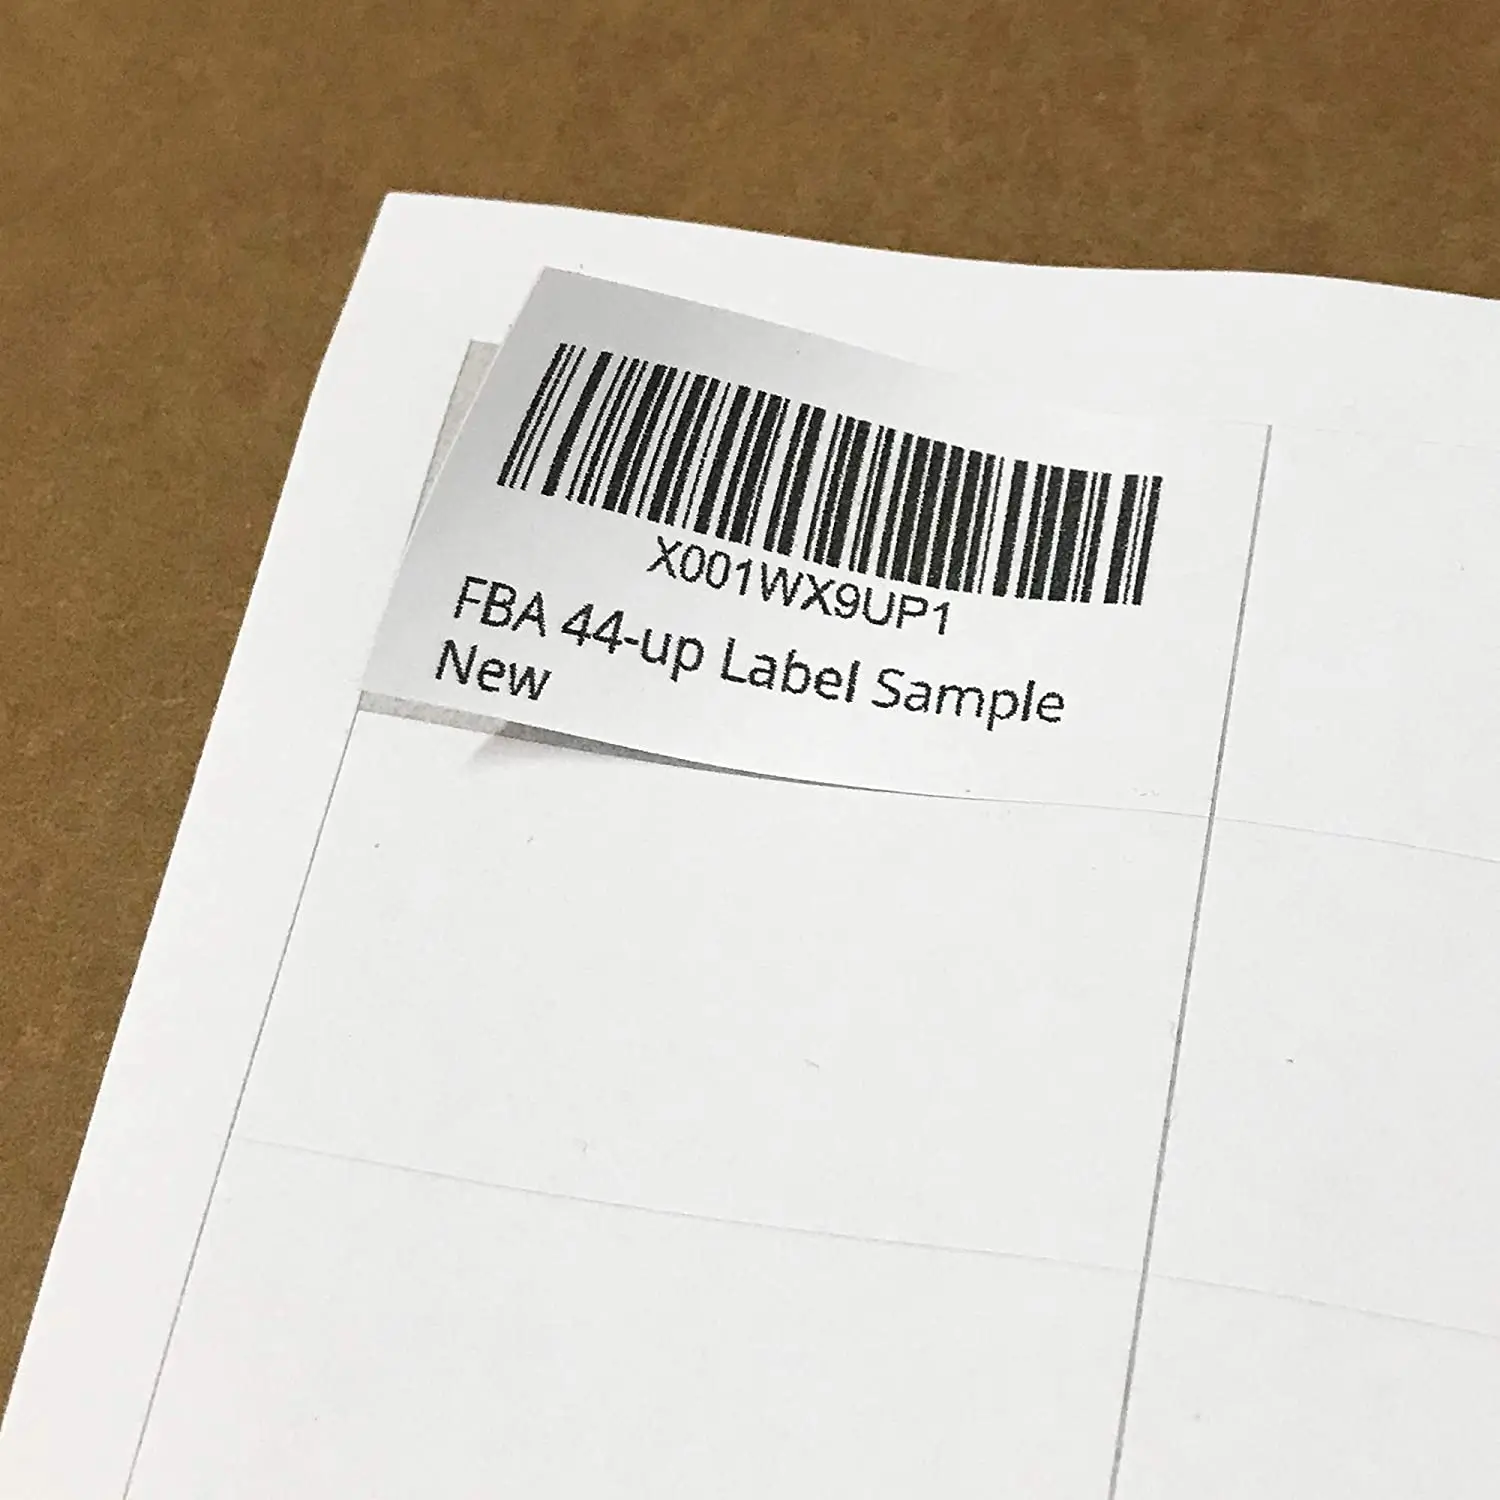 X001WX9UP1
FBA 44-up Label Sample
New